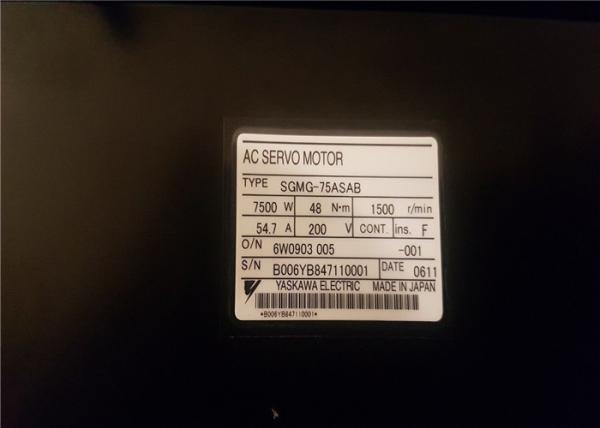 AC SERVO MOTOR
TYPE SGMG-75ASAB
7500 W 48 N·m 1500 r/min
54.7 A 200 V CONT. ins. F
O/N 6W0903 005 -001
S/N B006YB847110001 DATE 0611
YASKAWA ELECTRIC MADE IN JAPAN
*B006YB847110001*